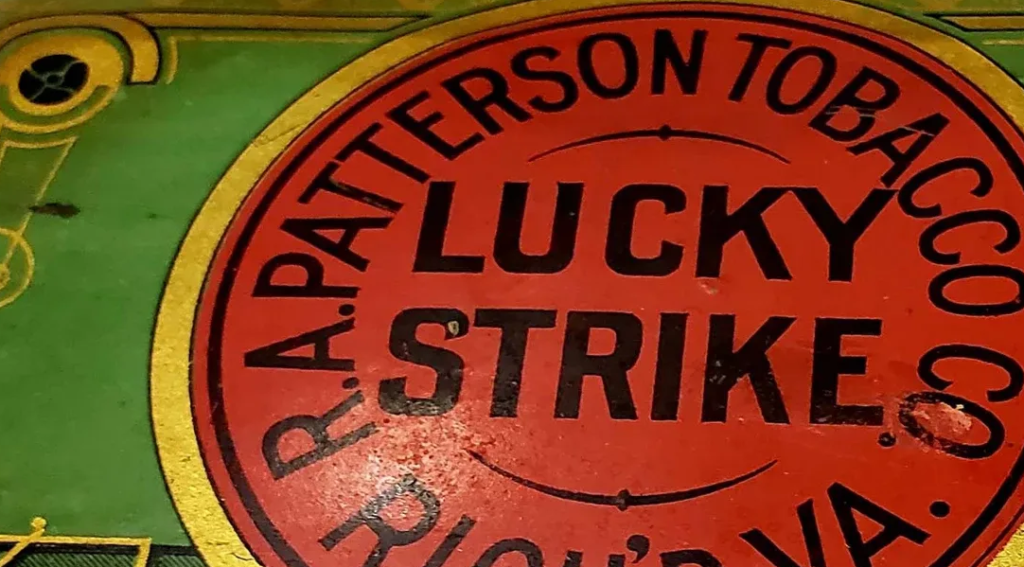 R.A.PATTERSON TOBACCO CO
LUCKY
STRIKE.
RICH'D VA.